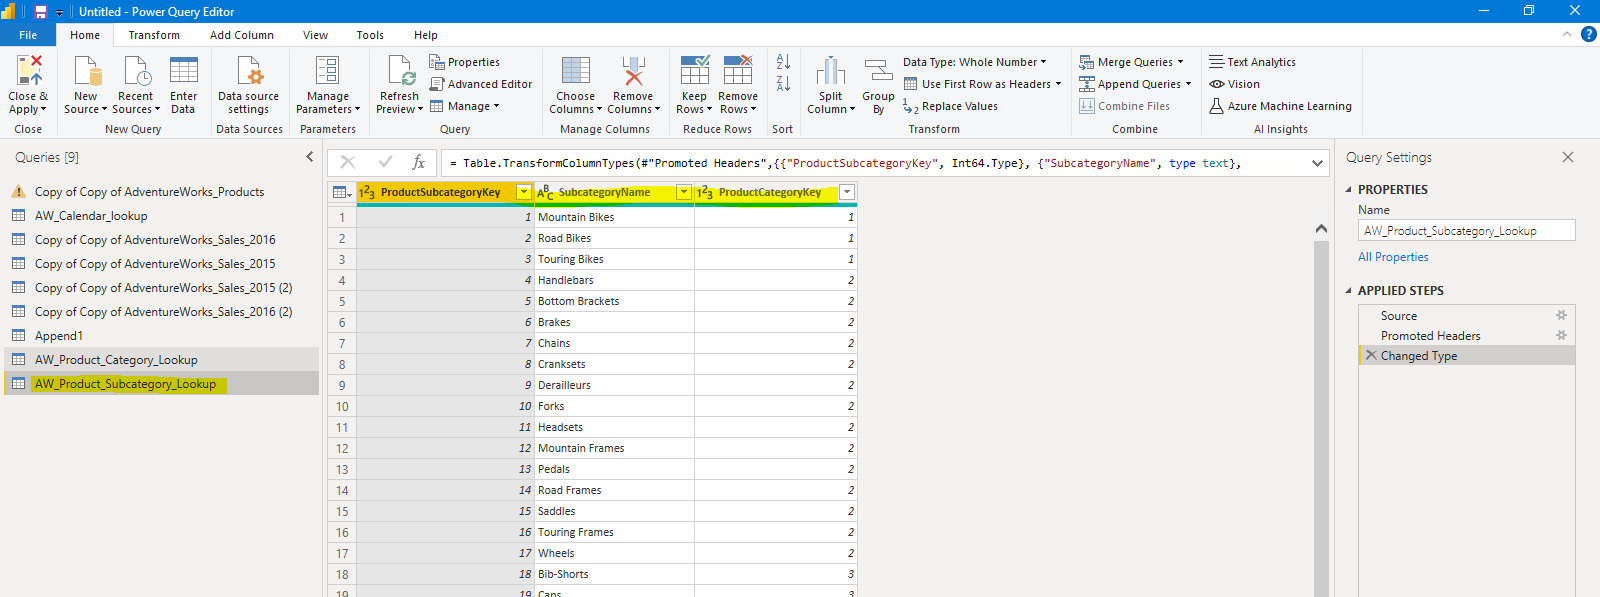 Untitled - Power Query Editor
File Home Transform Add Column View Tools Help
Close & Apply
New Source
Recent Sources
Enter Data
Data source settings
Manage Parameters
Refresh Preview
Properties
Advanced Editor
Manage
Choose Columns
Remove Columns
Keep Rows
Remove Rows
Split Column
Group By
Data Type: Whole Number
Use First Row as Headers
Replace Values
Merge Queries
Append Queries
Combine Files
Text Analytics
Vision
Azure Machine Learning
Close New Query Data Sources Parameters Query Manage Columns Reduce Rows Sort Transform Combine AI Insights
Queries [9]
Copy of Copy of AdventureWorks_Products
AW_Calendar_lookup
Copy of Copy of AdventureWorks_Sales_2016
Copy of Copy of AdventureWorks_Sales_2015
Copy of Copy of AdventureWorks_Sales_2015 (2)
Copy of Copy of AdventureWorks_Sales_2016 (2)
Append1
AW_Product_Category_Lookup
AW_Product_Subcategory_Lookup
fx = Table.TransformColumnTypes(#"Promoted Headers",{{"ProductSubcategoryKey", Int64.Type}, {"SubcategoryName", type text},
ProductSubcategoryKey SubcategoryName ProductCategoryKey
1 1 Mountain Bikes 1
2 2 Road Bikes 1
3 3 Touring Bikes 1
4 4 Handlebars 2
5 5 Bottom Brackets 2
6 6 Brakes 2
7 7 Chains 2
8 8 Cranksets 2
9 9 Derailleurs 2
10 10 Forks 2
11 11 Headsets 2
12 12 Mountain Frames 2
13 13 Pedals 2
14 14 Road Frames 2
15 15 Saddles 2
16 16 Touring Frames 2
17 17 Wheels 2
18 18 Bib-Shorts 3
19 19 Caps 3
Query Settings
PROPERTIES
Name
AW_Product_Subcategory_Lookup
All Properties
APPLIED STEPS
Source
Promoted Headers
Changed Type